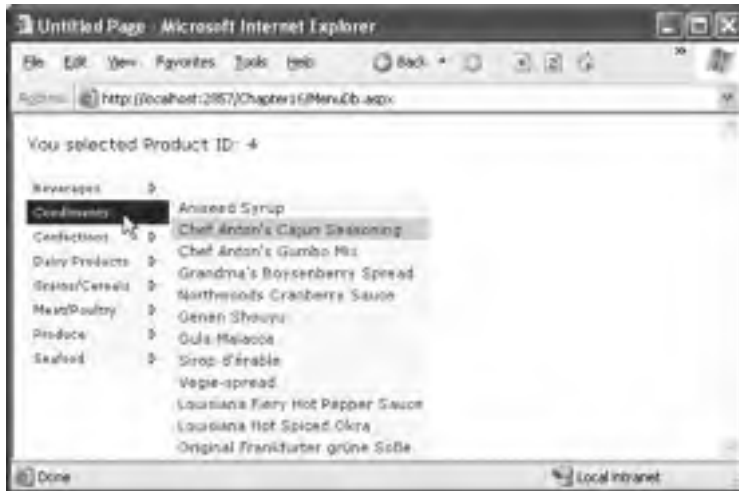 Untitled Page - Microsoft Internet Explorer
File Edit View Favorites Tools Help Back »
Address http://localhost:2857/Chapter16/MenuDb.aspx
You selected Product ID: 4
Beverages
Condiments
Confections
Dairy Products
Grains/Cereals
Meat/Poultry
Produce
Seafood
Aniseed Syrup
Chef Anton's Cajun Seasoning
Chef Anton's Gumbo Mix
Grandma's Boysenberry Spread
Northwoods Cranberry Sauce
Genen Shouyu
Gula Malacca
Sirop d'érable
Vegie-spread
Louisiana Fiery Hot Pepper Sauce
Louisiana Hot Spiced Okra
Original Frankfurter grüne Soße
Done Local intranet